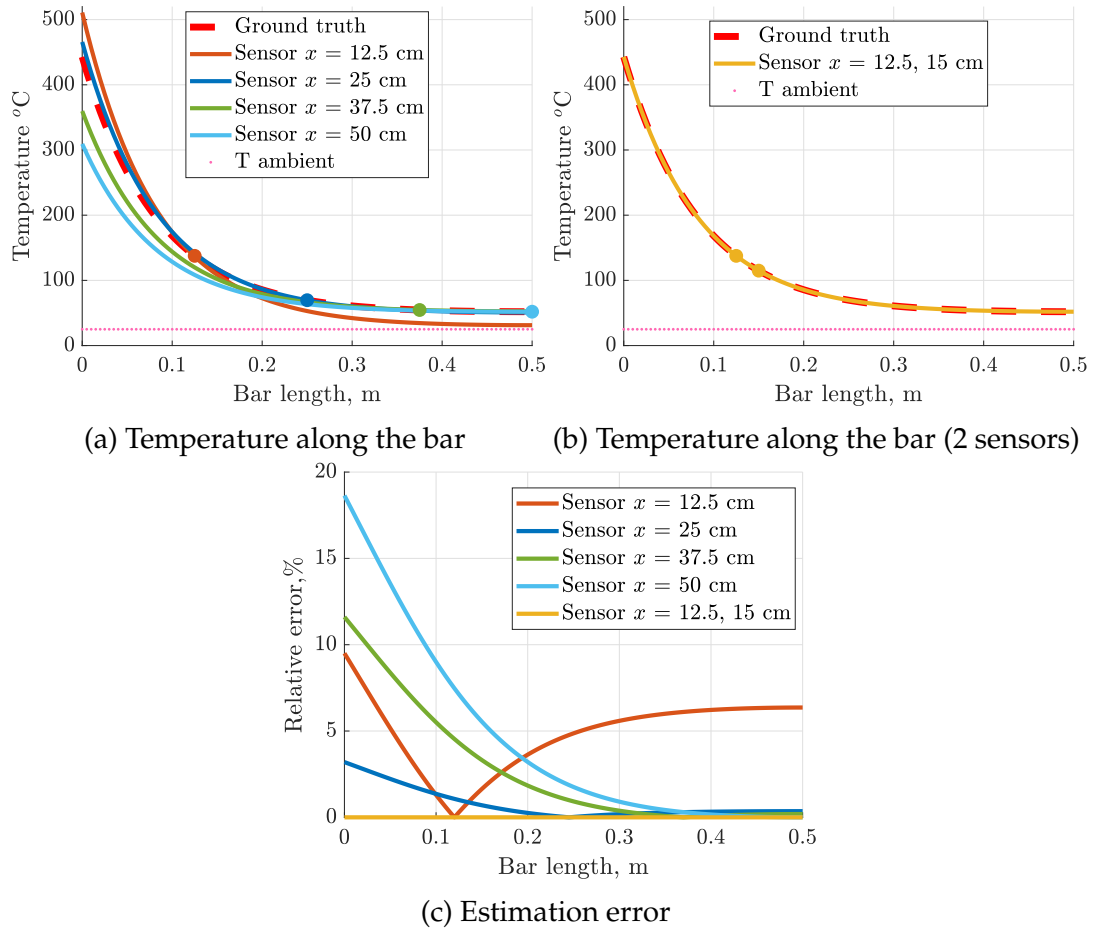 500
400
300
200
100
0
Temperature °C
0
0.1
0.2
0.3
0.4
0.5
Bar length, m
Ground truth
Sensor x = 12.5 cm
Sensor x = 25 cm
Sensor x = 37.5 cm
Sensor x = 50 cm
T ambient
(a) Temperature along the bar
500
400
300
200
100
0
Temperature °C
0
0.1
0.2
0.3
0.4
0.5
Bar length, m
Ground truth
Sensor x = 12.5, 15 cm
T ambient
(b) Temperature along the bar (2 sensors)
20
15
10
5
0
Relative error,%
0
0.1
0.2
0.3
0.4
0.5
Bar length, m
Sensor x = 12.5 cm
Sensor x = 25 cm
Sensor x = 37.5 cm
Sensor x = 50 cm
Sensor x = 12.5, 15 cm
(c) Estimation error